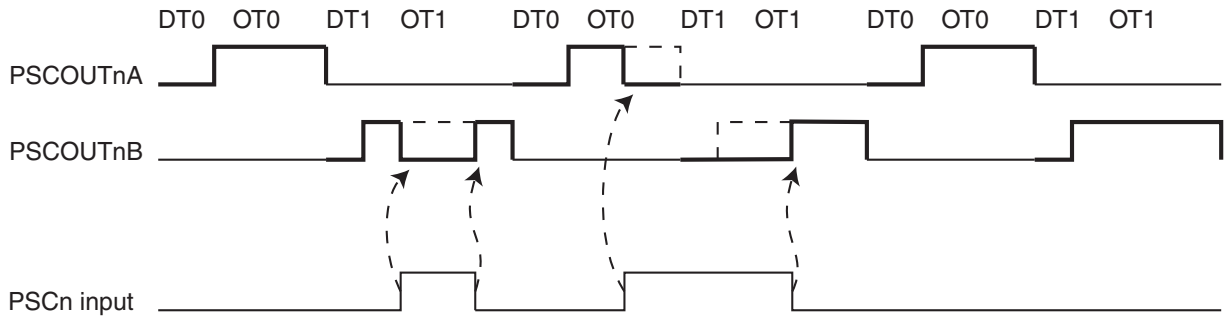 DT0 OT0 DT1 OT1 DT0 OT0 DT1 OT1 DT0 OT0 DT1 OT1
PSCOUTnA
PSCOUTnB
PSCn input